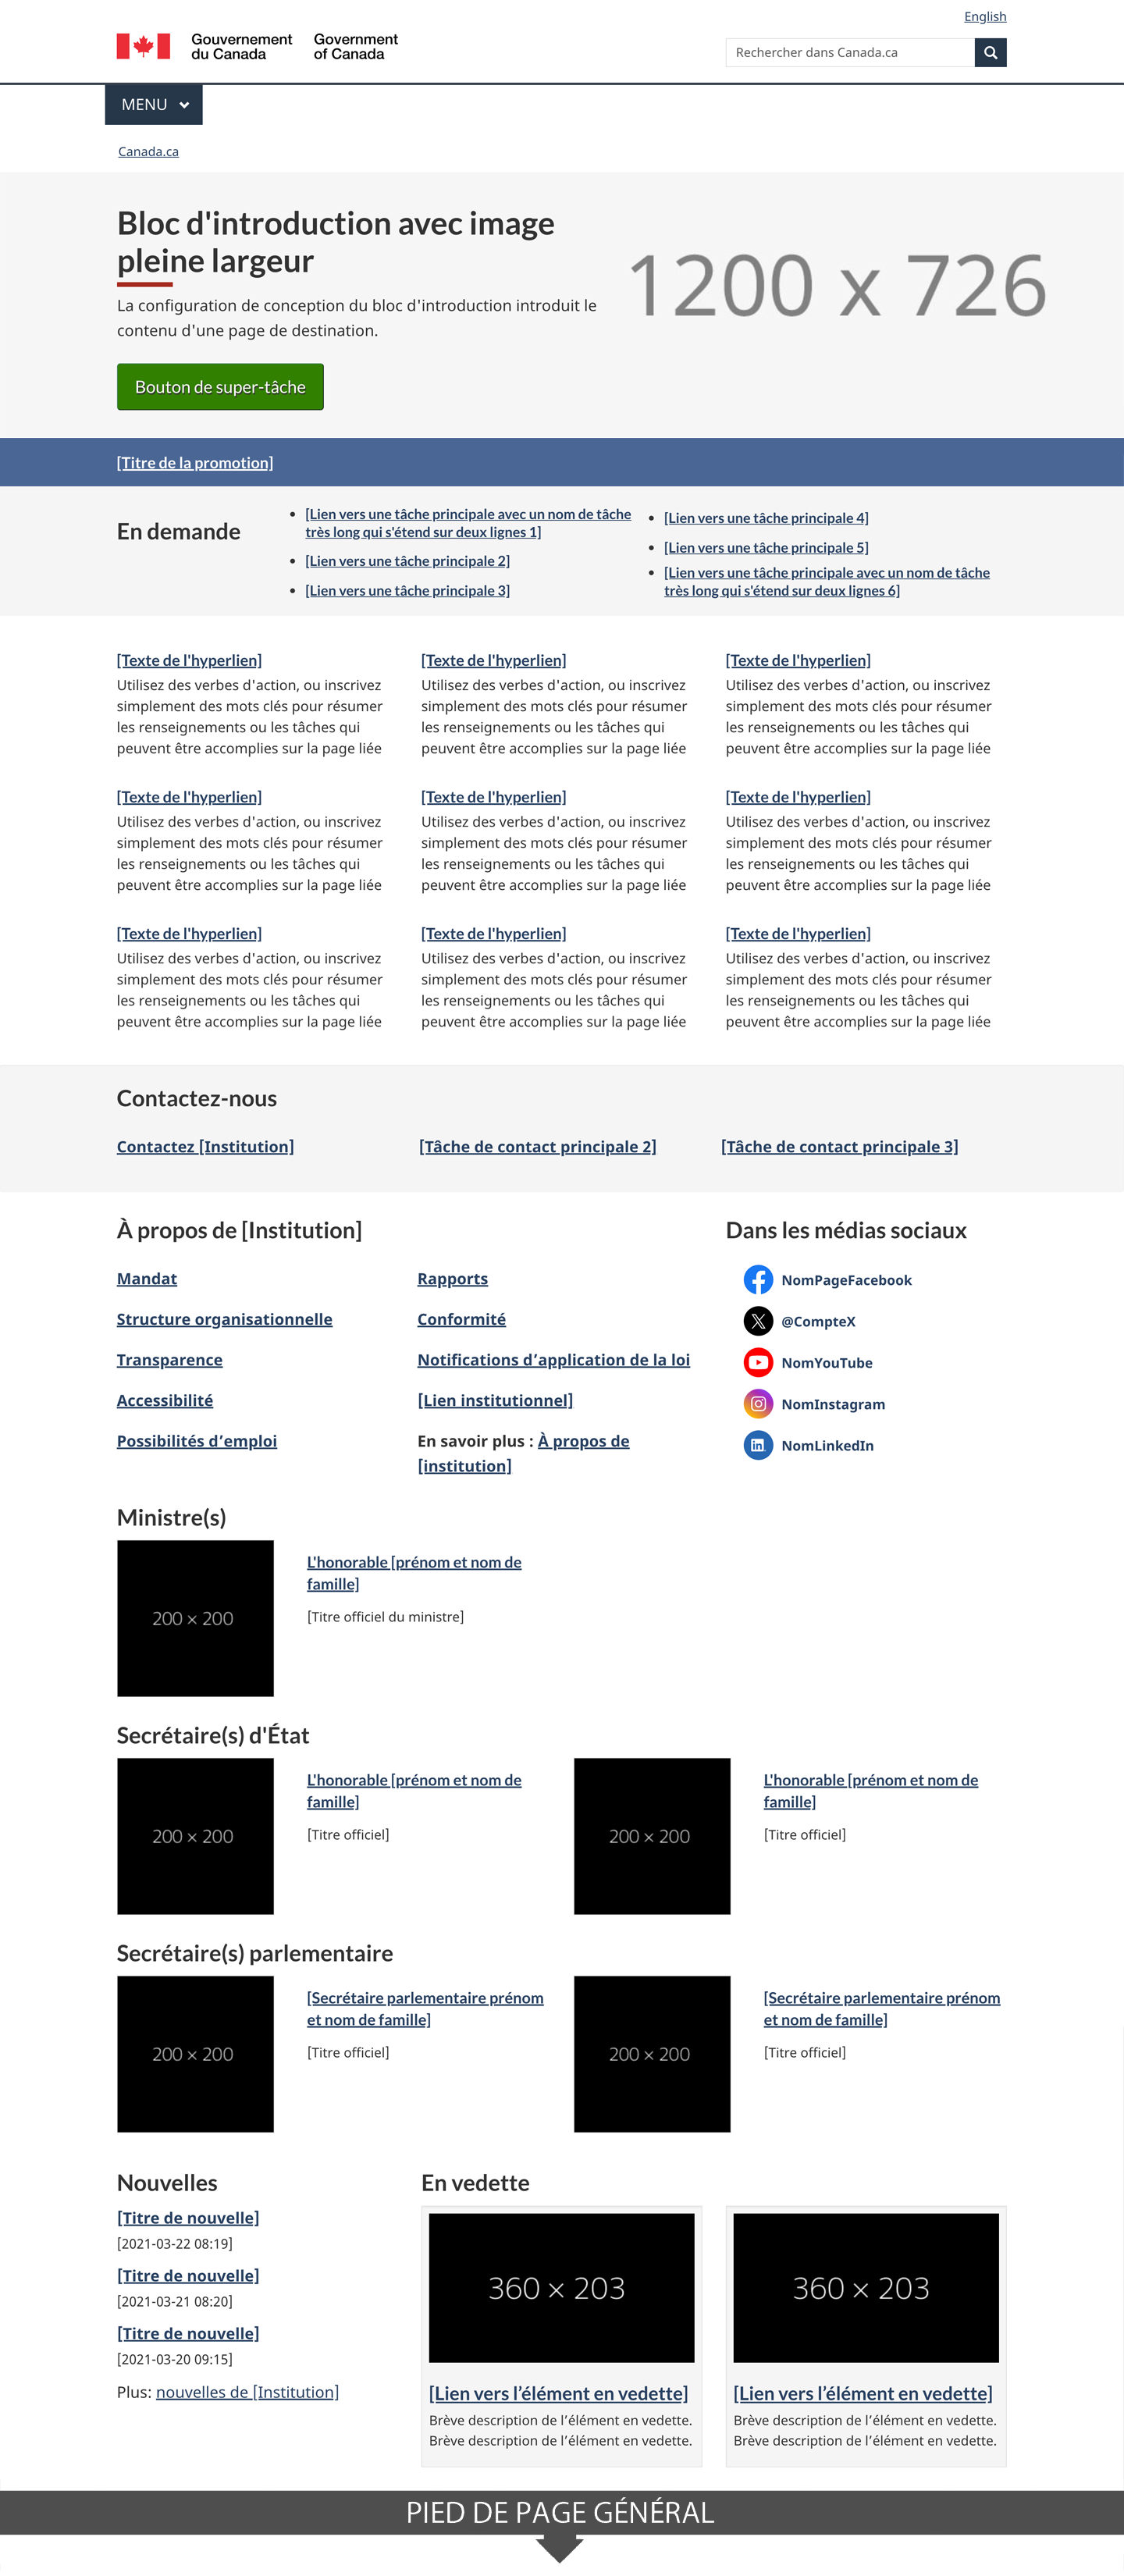 English
Gouvernement
du Canada
Government
of Canada
Rechercher dans Canada.ca
MENU
Canada.ca
Bloc d'introduction avec image
pleine largeur
La configuration de conception du bloc d'introduction introduit le
contenu d'une page de destination.
1200 x 726
Bouton de super-tâche
[Titre de la promotion]
En demande
[Lien vers une tâche principale avec un nom de tâche
très long qui s'étend sur deux lignes 1]
[Lien vers une tâche principale 2]
[Lien vers une tâche principale 3]
[Lien vers une tâche principale 4]
[Lien vers une tâche principale 5]
[Lien vers une tâche principale avec un nom de tâche
très long qui s'étend sur deux lignes 6]
[Texte de l'hyperlien]
Utilisez des verbes d'action, ou inscrivez
simplement des mots clés pour résumer
les renseignements ou les tâches qui
peuvent être accomplies sur la page liée
[Texte de l'hyperlien]
Utilisez des verbes d'action, ou inscrivez
simplement des mots clés pour résumer
les renseignements ou les tâches qui
peuvent être accomplies sur la page liée
[Texte de l'hyperlien]
Utilisez des verbes d'action, ou inscrivez
simplement des mots clés pour résumer
les renseignements ou les tâches qui
peuvent être accomplies sur la page liée
[Texte de l'hyperlien]
Utilisez des verbes d'action, ou inscrivez
simplement des mots clés pour résumer
les renseignements ou les tâches qui
peuvent être accomplies sur la page liée
[Texte de l'hyperlien]
Utilisez des verbes d'action, ou inscrivez
simplement des mots clés pour résumer
les renseignements ou les tâches qui
peuvent être accomplies sur la page liée
[Texte de l'hyperlien]
Utilisez des verbes d'action, ou inscrivez
simplement des mots clés pour résumer
les renseignements ou les tâches qui
peuvent être accomplies sur la page liée
[Texte de l'hyperlien]
Utilisez des verbes d'action, ou inscrivez
simplement des mots clés pour résumer
les renseignements ou les tâches qui
peuvent être accomplies sur la page liée
[Texte de l'hyperlien]
Utilisez des verbes d'action, ou inscrivez
simplement des mots clés pour résumer
les renseignements ou les tâches qui
peuvent être accomplies sur la page liée
[Texte de l'hyperlien]
Utilisez des verbes d'action, ou inscrivez
simplement des mots clés pour résumer
les renseignements ou les tâches qui
peuvent être accomplies sur la page liée
Contactez-nous
Contactez [Institution]
[Tâche de contact principale 2]
[Tâche de contact principale 3]
À propos de [Institution]
Mandat
Structure organisationnelle
Transparence
Accessibilité
Possibilités d’emploi
Rapports
Conformité
Notifications d’application de la loi
[Lien institutionnel]
En savoir plus : À propos de
[institution]
Dans les médias sociaux
NomPageFacebook
@CompteX
NomYouTube
NomInstagram
NomLinkedIn
Ministre(s)
200 × 200
L'honorable [prénom et nom de
famille]
[Titre officiel du ministre]
Secrétaire(s) d'État
200 × 200
L'honorable [prénom et nom de
famille]
[Titre officiel]
200 × 200
L'honorable [prénom et nom de
famille]
[Titre officiel]
Secrétaire(s) parlementaire
200 × 200
[Secrétaire parlementaire prénom
et nom de famille]
[Titre officiel]
200 × 200
[Secrétaire parlementaire prénom
et nom de famille]
[Titre officiel]
Nouvelles
[Titre de nouvelle]
[2021-03-22 08:19]
[Titre de nouvelle]
[2021-03-21 08:20]
[Titre de nouvelle]
[2021-03-20 09:15]
Plus: nouvelles de [Institution]
En vedette
360 × 203
[Lien vers l’élément en vedette]
Brève description de l’élément en vedette.
Brève description de l’élément en vedette.
360 × 203
[Lien vers l’élément en vedette]
Brève description de l’élément en vedette.
Brève description de l’élément en vedette.
PIED DE PAGE GÉNÉRAL